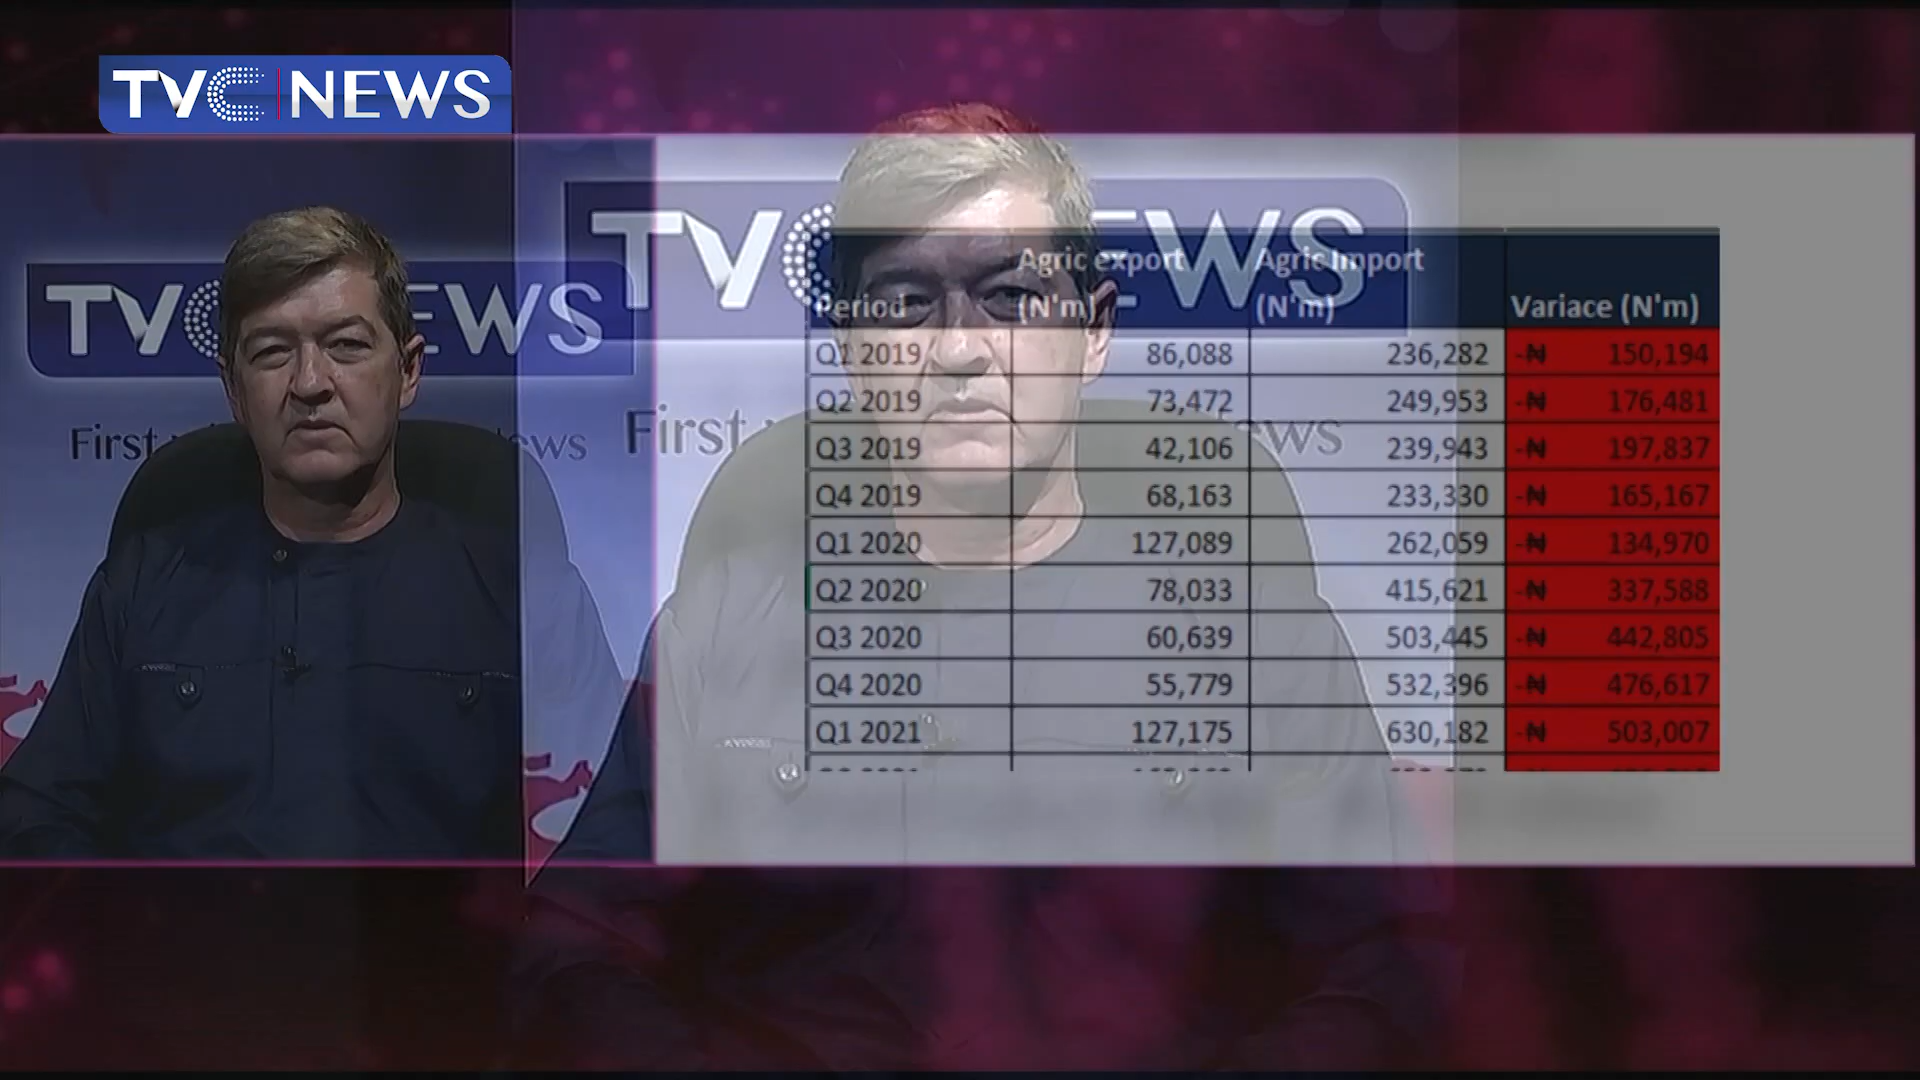 TVC NEWS
TVC NEWS
First
ews
TVC NEWS
First
ews
Agric export Agric import
Period (N'm) (N'm) Variace (N'm)
Q1 2019 86,088 236,282 -₦ 150,194
Q2 2019 73,472 249,953 -₦ 176,481
Q3 2019 42,106 239,943 -₦ 197,837
Q4 2019 68,163 233,330 -₦ 165,167
Q1 2020 127,089 262,059 -₦ 134,970
Q2 2020 78,033 415,621 -₦ 337,588
Q3 2020 60,639 503,445 -₦ 442,805
Q4 2020 55,779 532,396 -₦ 476,617
Q1 2021 127,175 630,182 -₦ 503,007